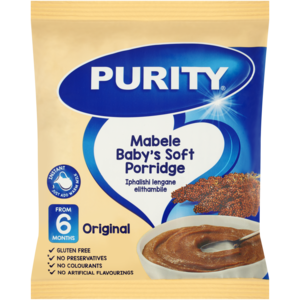 PURITY
Mabele
Baby's Soft
Porridge
Iphalishi lengane
elithambile
INSTANT
FROM
6
MONTHS
Original
✓ GLUTEN FREE
✓ NO PRESERVATIVES
✓ NO COLOURANTS
✓ NO ARTIFICIAL FLAVOURINGS